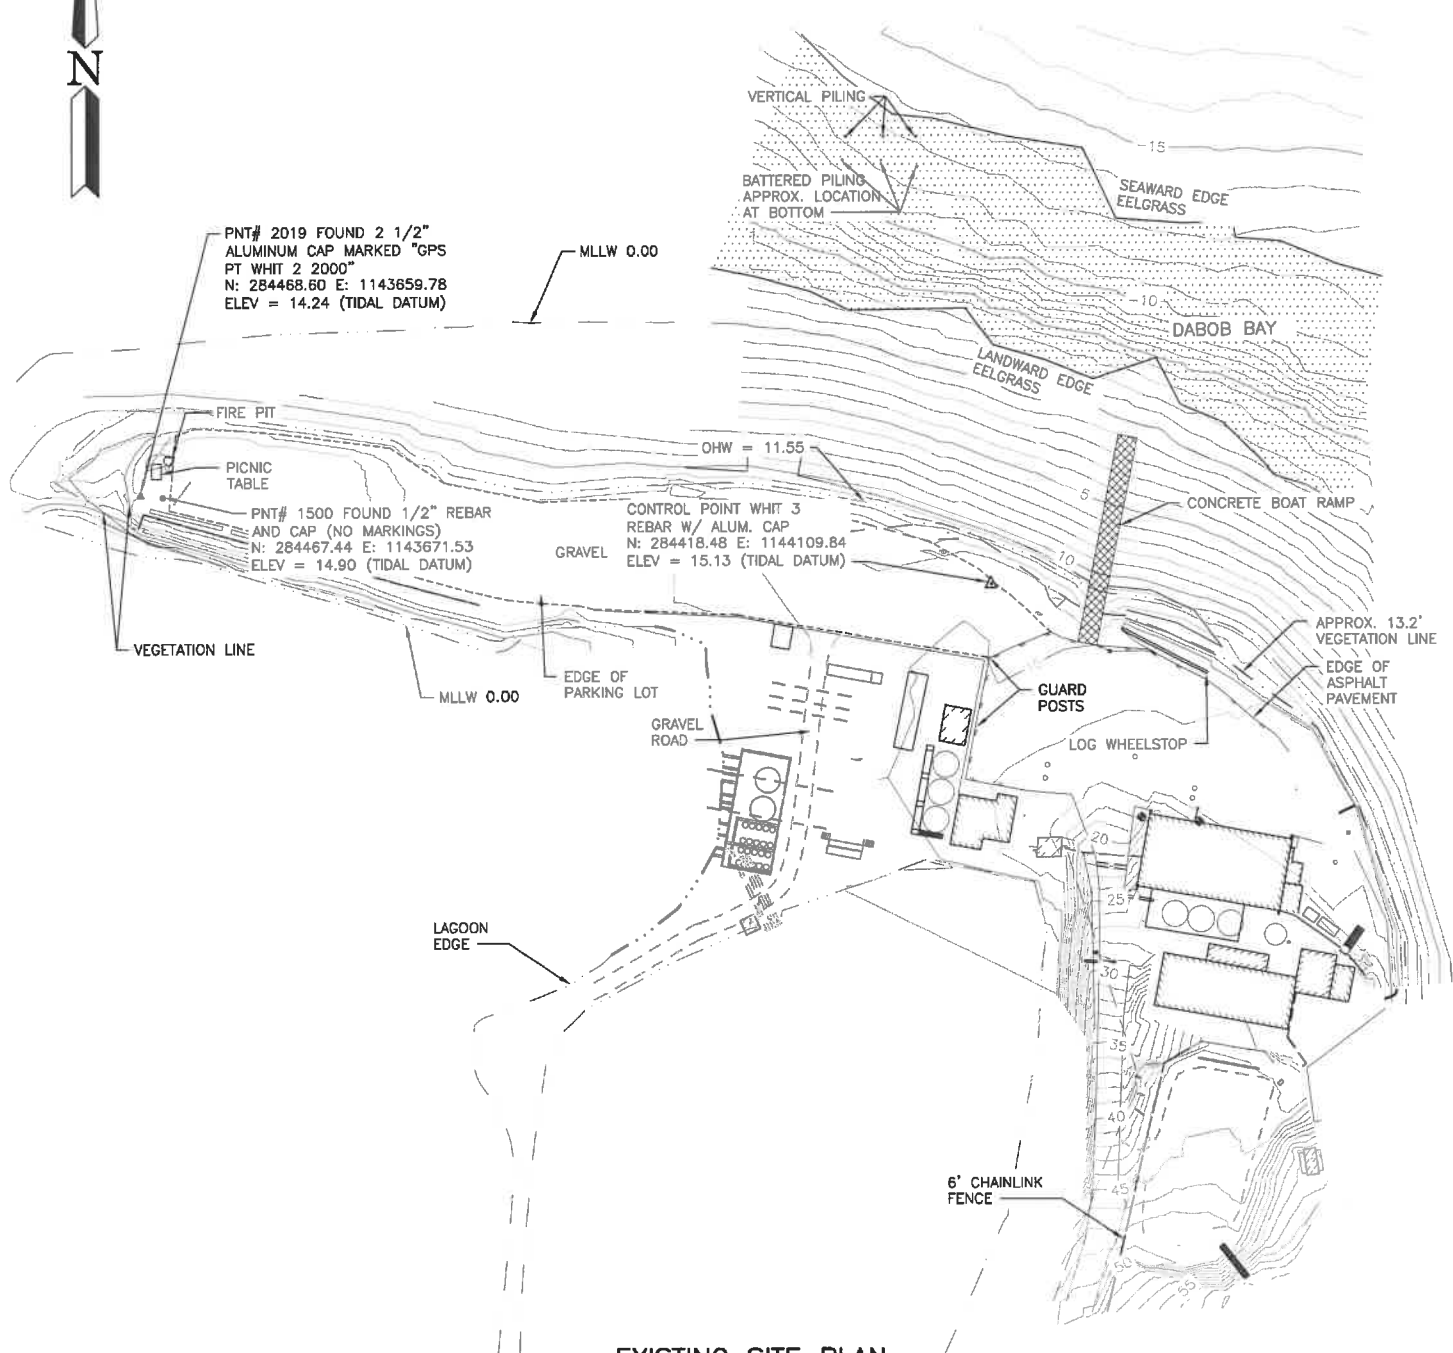 N
VERTICAL PILING
-15
BATTERED PILING
APPROX. LOCATION
AT BOTTOM
SEAWARD EDGE
EELGRASS
PNT# 2019 FOUND 2 1/2"
ALUMINUM CAP MARKED "GPS
PT WHIT 2 2000"
N: 284468.60 E: 1143659.78
ELEV = 14.24 (TIDAL DATUM)
MLLW 0.00
-10
DABOB BAY
LANDWARD EDGE
EELGRASS
FIRE PIT
PICNIC
TABLE
OHW = 11.55
5
CONCRETE BOAT RAMP
PNT# 1500 FOUND 1/2" REBAR
AND CAP (NO MARKINGS)
N: 284467.44 E: 1143671.53
ELEV = 14.90 (TIDAL DATUM)
GRAVEL
CONTROL POINT WHIT 3
REBAR W/ ALUM. CAP
N: 284418.48 E: 1144109.84
ELEV = 15.13 (TIDAL DATUM)
10
APPROX. 13.2'
VEGETATION LINE
VEGETATION LINE
EDGE OF
PARKING LOT
MLLW 0.00
EDGE OF
ASPHALT
PAVEMENT
GUARD
POSTS
GRAVEL
ROAD
LOG WHEELSTOP
20
25
LAGOON
EDGE
30
35
40
45
6' CHAINLINK
FENCE
50
55
EXISTING SITE PLAN